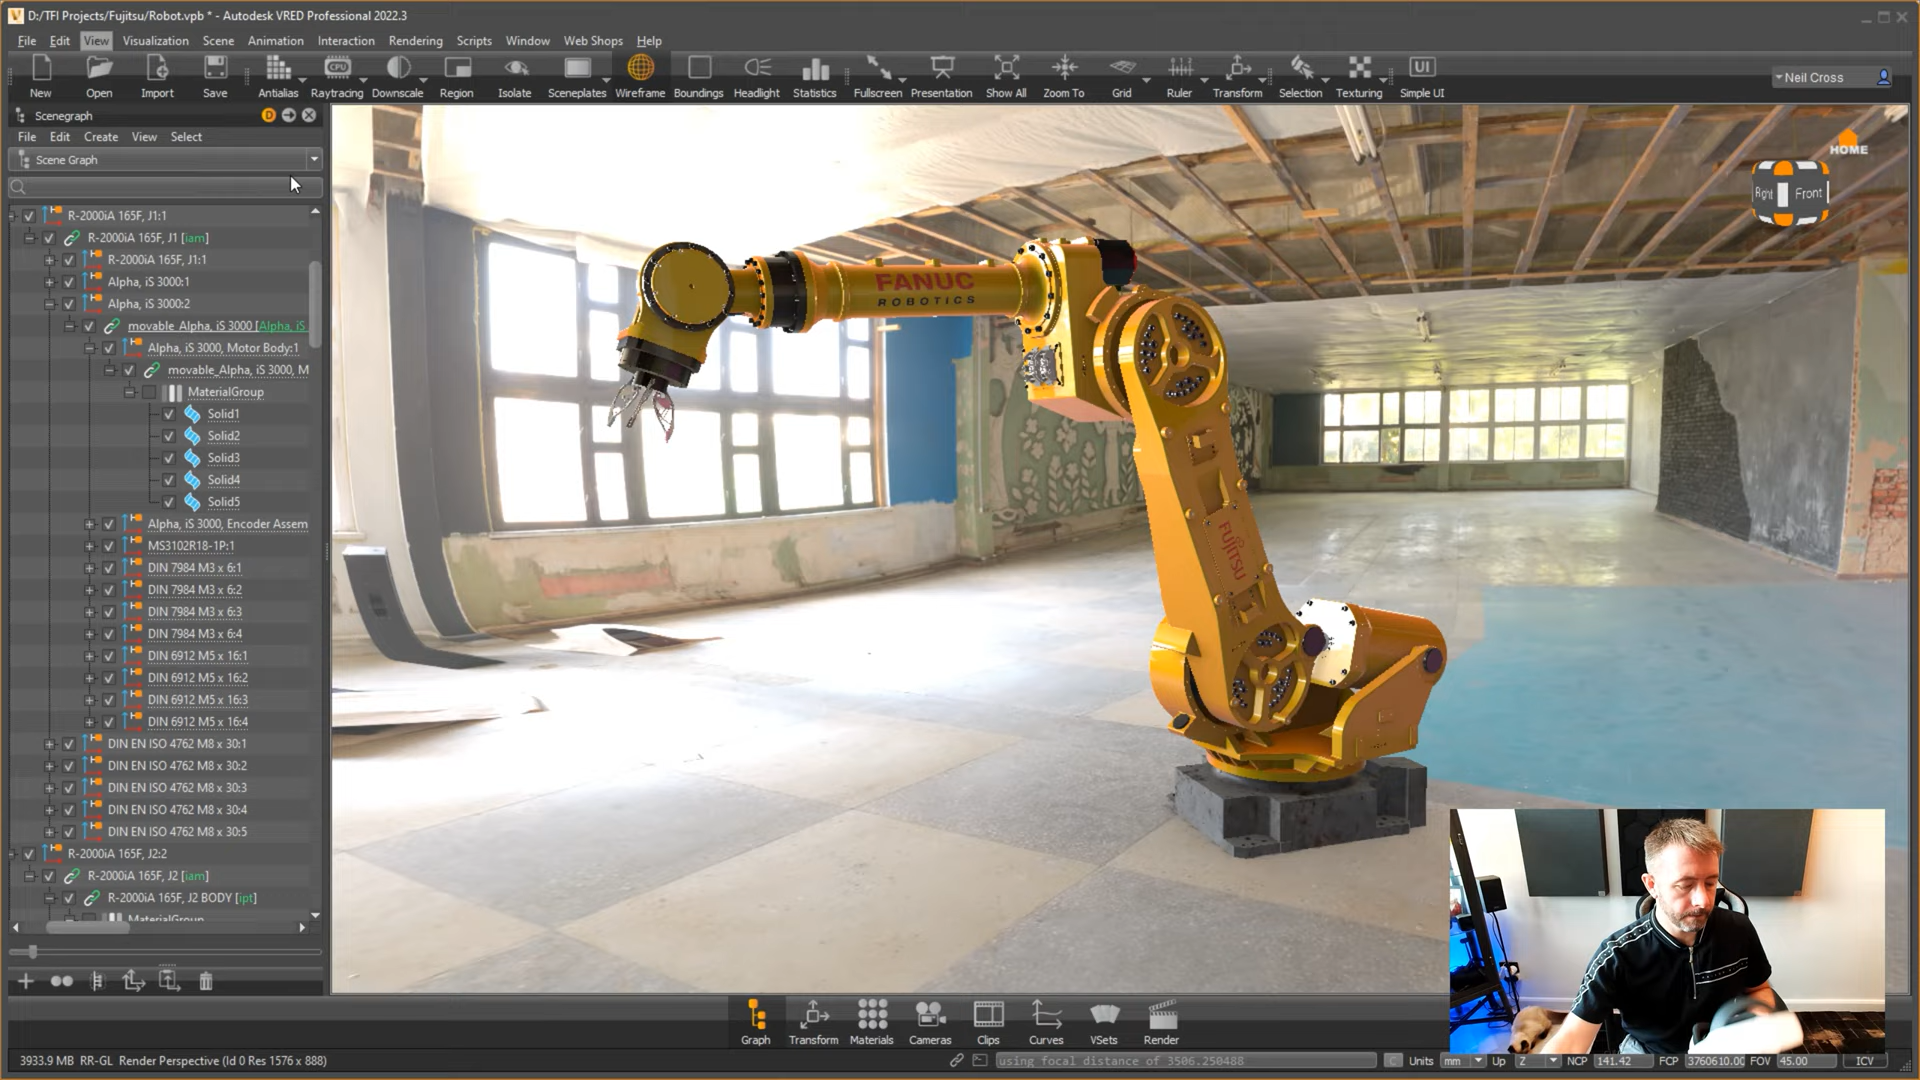 D:/TFI Projects/Fujitsu/Robot.vpb * - Autodesk VRED Professional 2022.3
File Edit View Visualization Scene Animation Interaction Rendering Scripts Window Web Shops Help
New Open Import Save Antialias Raytracing Downscale Region Isolate Sceneplates Wireframe Boundings Headlight Statistics Fullscreen Presentation Show All Zoom To Grid Ruler Transform Selection Texturing Simple UI
CPU
UI
Neil Cross
Scenegraph
D
File Edit Create View Select
Scene Graph
R-2000iA 165F, J1:1
R-2000iA 165F, J1 [iam]
R-2000iA 165F, J1:1
Alpha, iS 3000:1
Alpha, iS 3000:2
movable_Alpha, iS 3000 [Alpha, iS
Alpha, iS 3000, Motor Body:1
movable_Alpha, iS 3000, M
MaterialGroup
Solid1
Solid2
Solid3
Solid4
Solid5
Alpha, iS 3000, Encoder Assem
MS3102R18-1P:1
DIN 7984 M3 x 6:1
DIN 7984 M3 x 6:2
DIN 7984 M3 x 6:3
DIN 7984 M3 x 6:4
DIN 6912 M5 x 16:1
DIN 6912 M5 x 16:2
DIN 6912 M5 x 16:3
DIN 6912 M5 x 16:4
DIN EN ISO 4762 M8 x 30:1
DIN EN ISO 4762 M8 x 30:2
DIN EN ISO 4762 M8 x 30:3
DIN EN ISO 4762 M8 x 30:4
DIN EN ISO 4762 M8 x 30:5
R-2000iA 165F, J2:2
R-2000iA 165F, J2 [iam]
R-2000iA 165F, J2 BODY [ipt]
MaterialGroup
HOME
Right Front
FANUC
ROBOTICS
FUJITSU
Graph Transform Materials Cameras Clips Curves VSets Render
3933.9 MB RR-GL Render Perspective (Id 0 Res 1576 x 888)
using focal distance of 3506.250488
C Units mm Up Z NCP 141.42 FCP 3760610.00 FOV 45.00 ICV